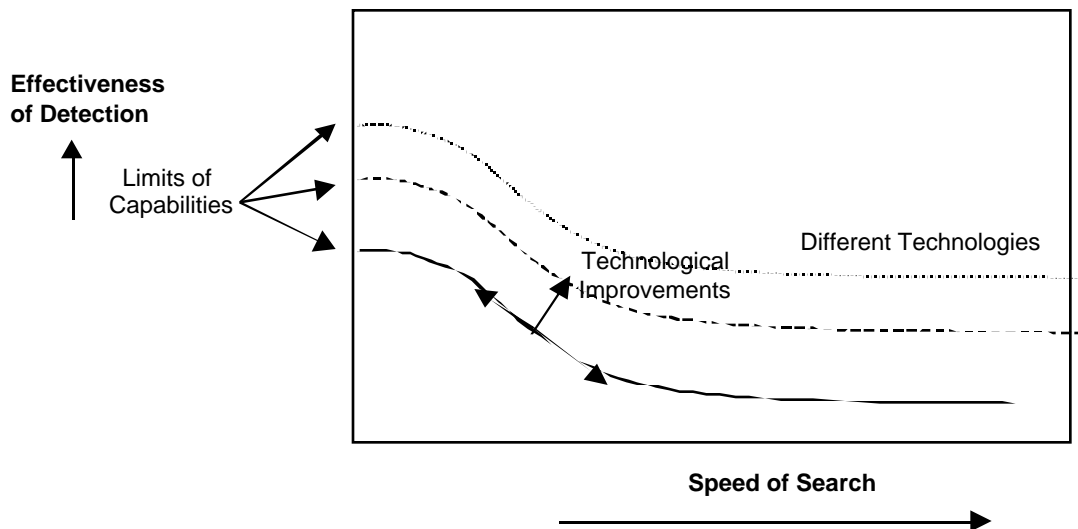 Effectiveness
of Detection
Limits of
Capabilities
Different Technologies
Technological
Improvements
Speed of Search